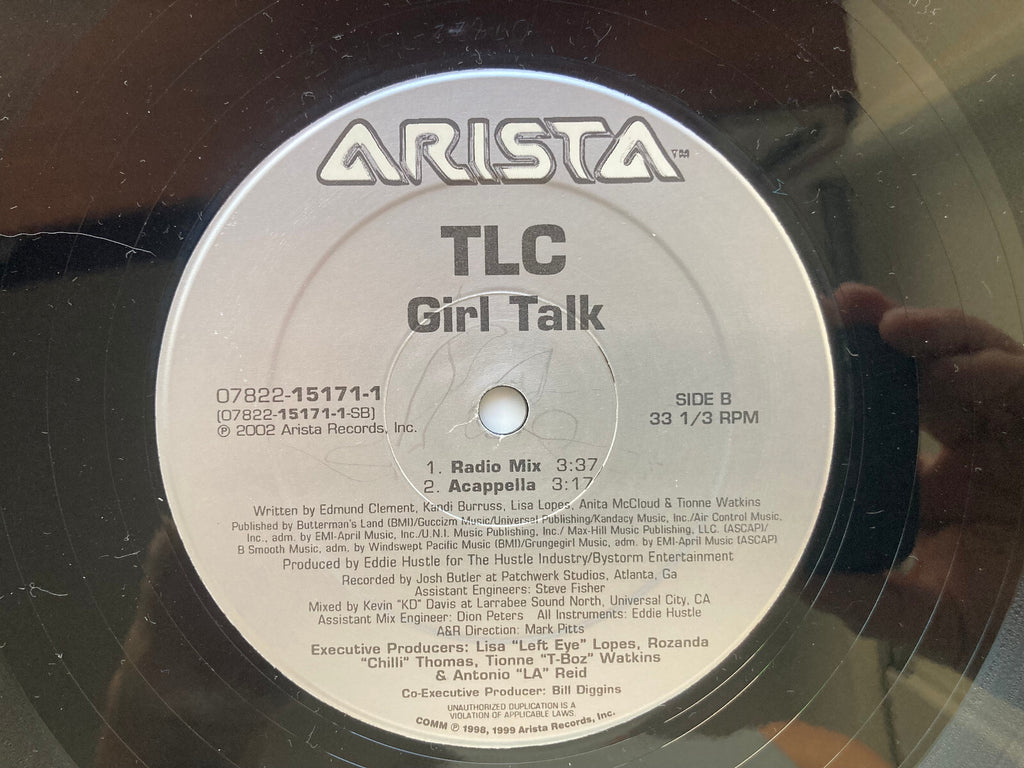 ARISTA™
TLC
Girl Talk
07822-15171-1
(07822-15171-1-SB)
℗ 2002 Arista Records, Inc.
SIDE B
33 1/3 RPM
1. Radio Mix 3:37
2. Acappella 3:17
Written by Edmund Clement, Kandi Burruss, Lisa Lopes, Anita McCloud & Tionne Watkins
Published by Butterman's Land (BMI)/Guccizm Music/Universal Publishing/Kandacy Music, Inc./Air Control Music,
Inc., adm. by EMI-April Music, Inc./U.N.I. Music Publishing, Inc./ Max-Hill Music Publishing, LLC. (ASCAP)/
B Smooth Music, adm. by Windswept Pacific Music (BMI)/Grungegirl Music, adm. by EMI-April Music (ASCAP)
Produced by Eddie Hustle for The Hustle Industry/Bystorm Entertainment
Recorded by Josh Butler at Patchwerk Studios, Atlanta, Ga
Assistant Engineers: Steve Fisher
Mixed by Kevin "KD" Davis at Larrabee Sound North, Universal City, CA
Assistant Mix Engineer: Dion Peters All Instruments: Eddie Hustle
A&R Direction: Mark Pitts
Executive Producers: Lisa "Left Eye" Lopes, Rozanda
"Chilli" Thomas, Tionne "T-Boz" Watkins
& Antonio "LA" Reid
Co-Executive Producer: Bill Diggins
UNAUTHORIZED DUPLICATION IS A
VIOLATION OF APPLICABLE LAWS.
COMM ℗ 1998, 1999 Arista Records, Inc.